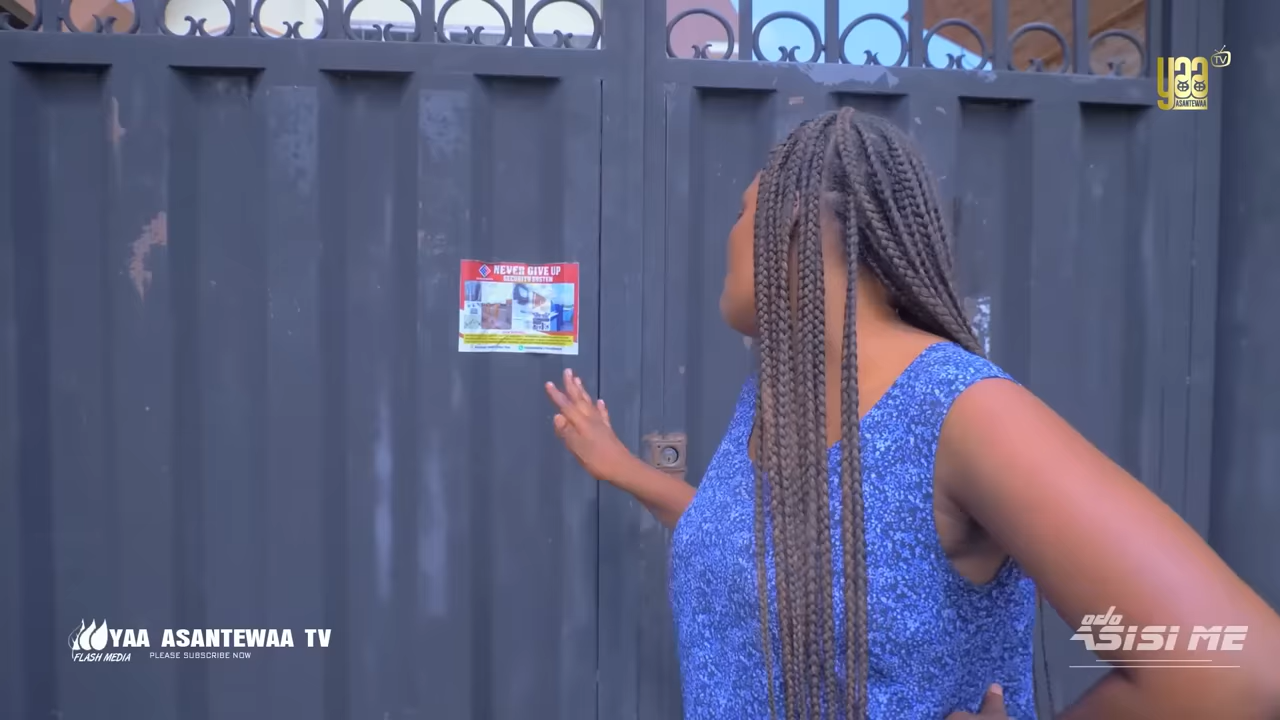 yaa TV
ASANTEWAA
NEVER GIVE UP
SECURITY SYSTEM
YAA ASANTEWAA TV
FLASH MEDIA
PLEASE SUBSCRIBE NOW
odo
ASISI ME